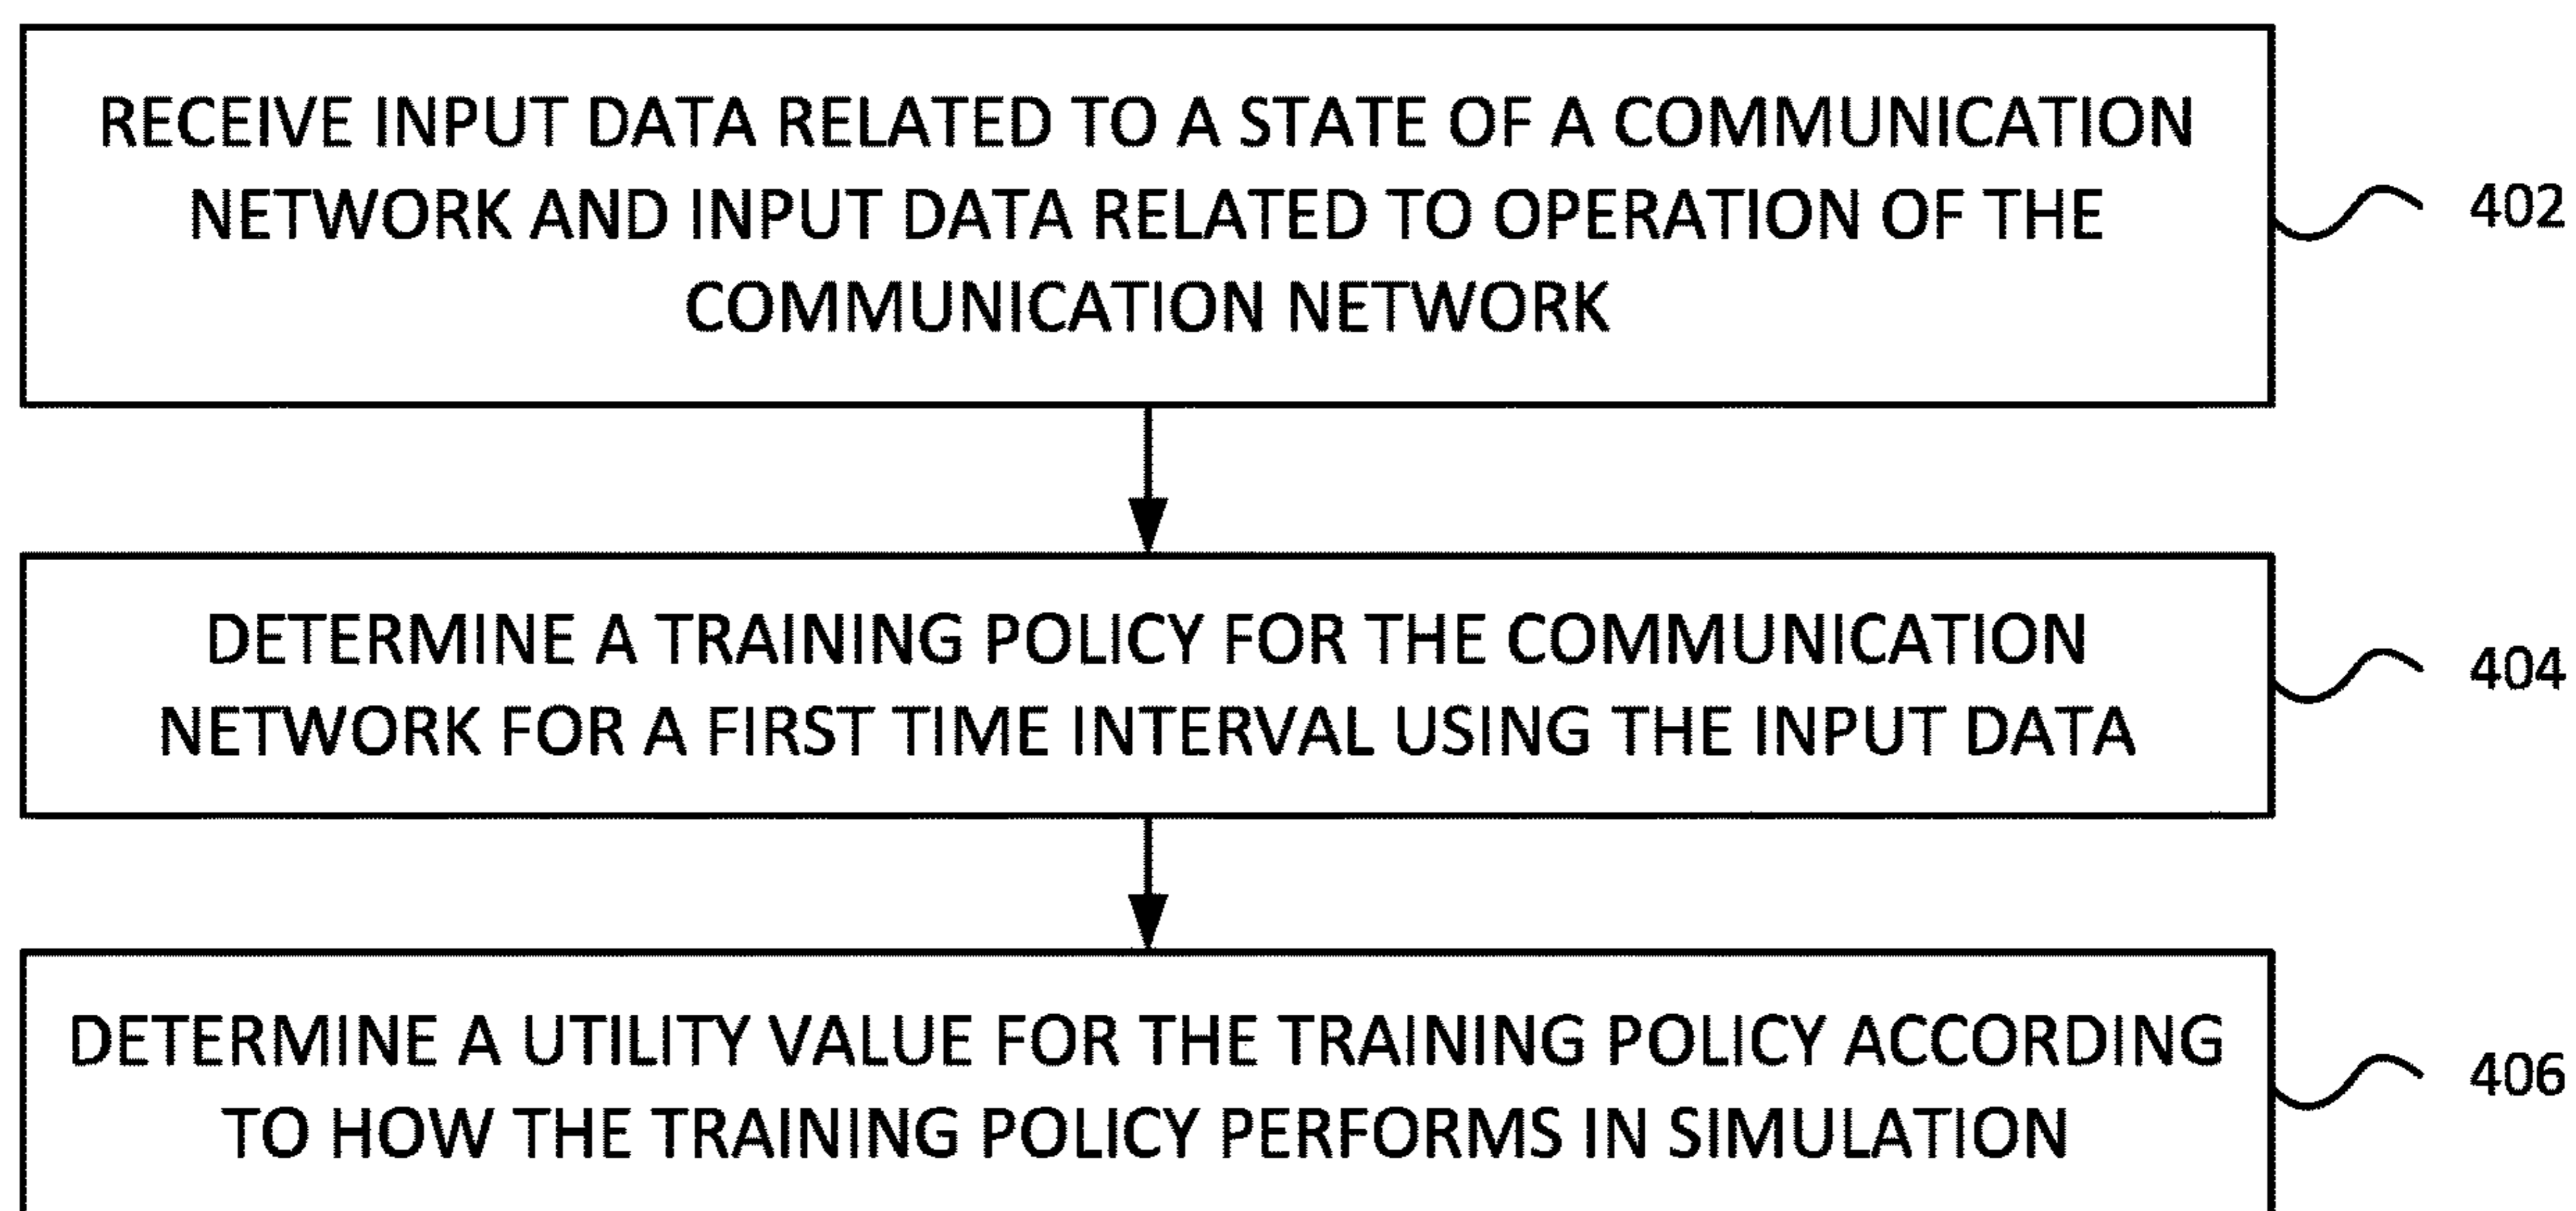 RECEIVE INPUT DATA RELATED TO A STATE OF A COMMUNICATION
NETWORK AND INPUT DATA RELATED TO OPERATION OF THE
COMMUNICATION NETWORK
402
DETERMINE A TRAINING POLICY FOR THE COMMUNICATION
NETWORK FOR A FIRST TIME INTERVAL USING THE INPUT DATA
404
DETERMINE A UTILITY VALUE FOR THE TRAINING POLICY ACCORDING
TO HOW THE TRAINING POLICY PERFORMS IN SIMULATION
406